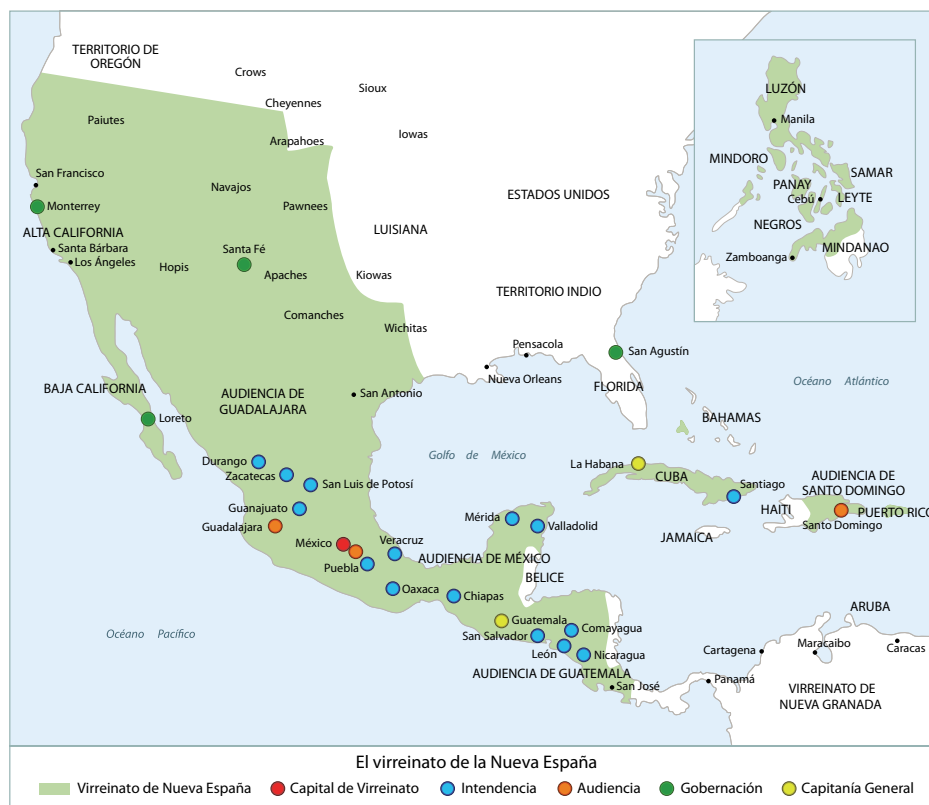 TERRITORIO DE
OREGÓN
Crows
Sioux
Cheyennes
Paiutes
Iowas
Arapahoes
San Francisco
Navajos
ESTADOS UNIDOS
Monterrey
Pawnees
ALTA CALIFORNIA
LUISIANA
Santa Bárbara
Santa Fé
Los Ángeles
Hopis
Apaches
Kiowas
TERRITORIO INDIO
Comanches
Wichitas
Pensacola
San Agustín
Nueva Orleans
BAJA CALIFORNIA
AUDIENCIA DE
GUADALAJARA
San Antonio
FLORIDA
Océano Atlántico
Loreto
BAHAMAS
Golfo de México
Durango
Zacatecas
San Luis de Potosí
La Habana
CUBA
Santiago
AUDIENCIA DE
SANTO DOMINGO
Guanajuato
HAITI
PUERTO RICO
Guadalajara
Mérida
Valladolid
Santo Domingo
México
Veracruz
JAMAICA
AUDIENCIA DE MÉXICO
Puebla
BELICE
Oaxaca
Chiapas
ARUBA
Guatemala
Comayagua
San Salvador
Océano Pacífico
León
Nicaragua
Cartagena
Maracaibo
Caracas
AUDIENCIA DE GUATEMALA
San José
Panamá
VIRREINATO DE
NUEVA GRANADA
LUZÓN
Manila
MINDORO
SAMAR
PANAY
Cebú
LEYTE
NEGROS
MINDANAO
Zamboanga
El virreinato de la Nueva España
Virreinato de Nueva España
Capital de Virreinato
Intendencia
Audiencia
Gobernación
Capitanía General